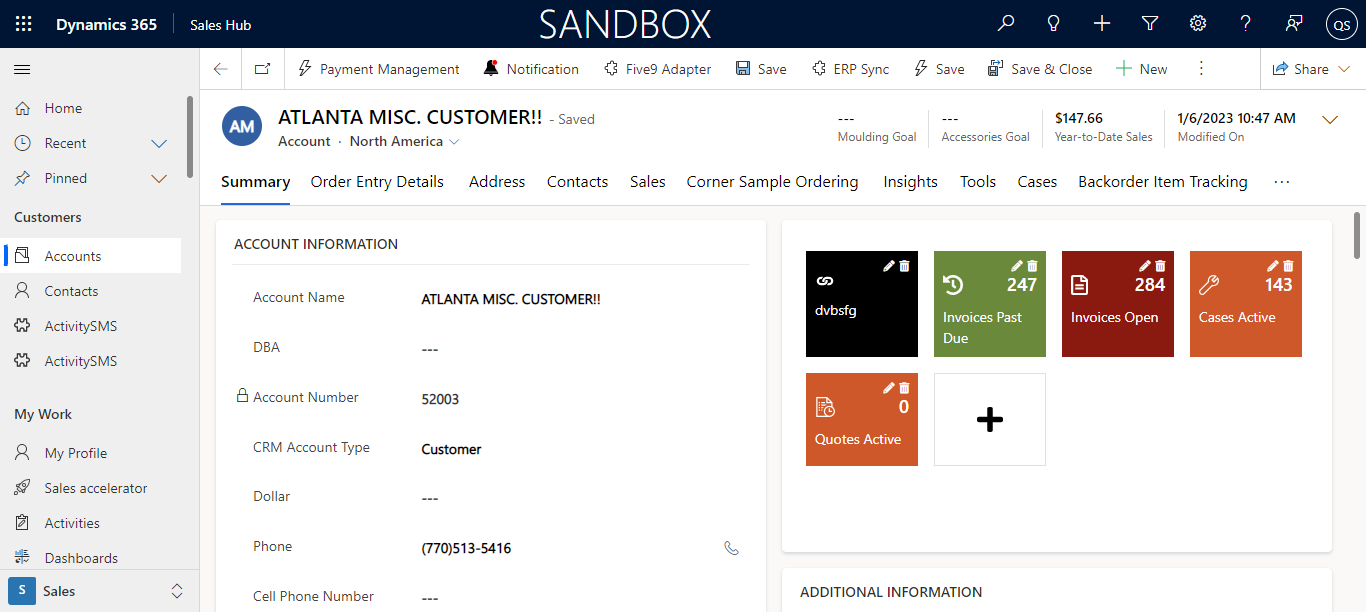 Dynamics 365
Sales Hub
SANDBOX
QS
Payment Management
Notification
Five9 Adapter
Save
ERP Sync
Save
Save & Close
New
Share
Home
Recent
Pinned
Customers
Accounts
Contacts
ActivitySMS
ActivitySMS
My Work
My Profile
Sales accelerator
Activities
Dashboards
S
Sales
AM
ATLANTA MISC. CUSTOMER!! - Saved
Account · North America
---
Moulding Goal
---
Accessories Goal
$147.66
Year-to-Date Sales
1/6/2023 10:47 AM
Modified On
Summary
Order Entry Details
Address
Contacts
Sales
Corner Sample Ordering
Insights
Tools
Cases
Backorder Item Tracking
...
ACCOUNT INFORMATION
Account Name
ATLANTA MISC. CUSTOMER!!
DBA
---
Account Number
52003
CRM Account Type
Customer
Dollar
---
Phone
(770)513-5416
Cell Phone Number
---
dvbsfg
247
Invoices Past
Due
284
Invoices Open
143
Cases Active
0
Quotes Active
ADDITIONAL INFORMATION